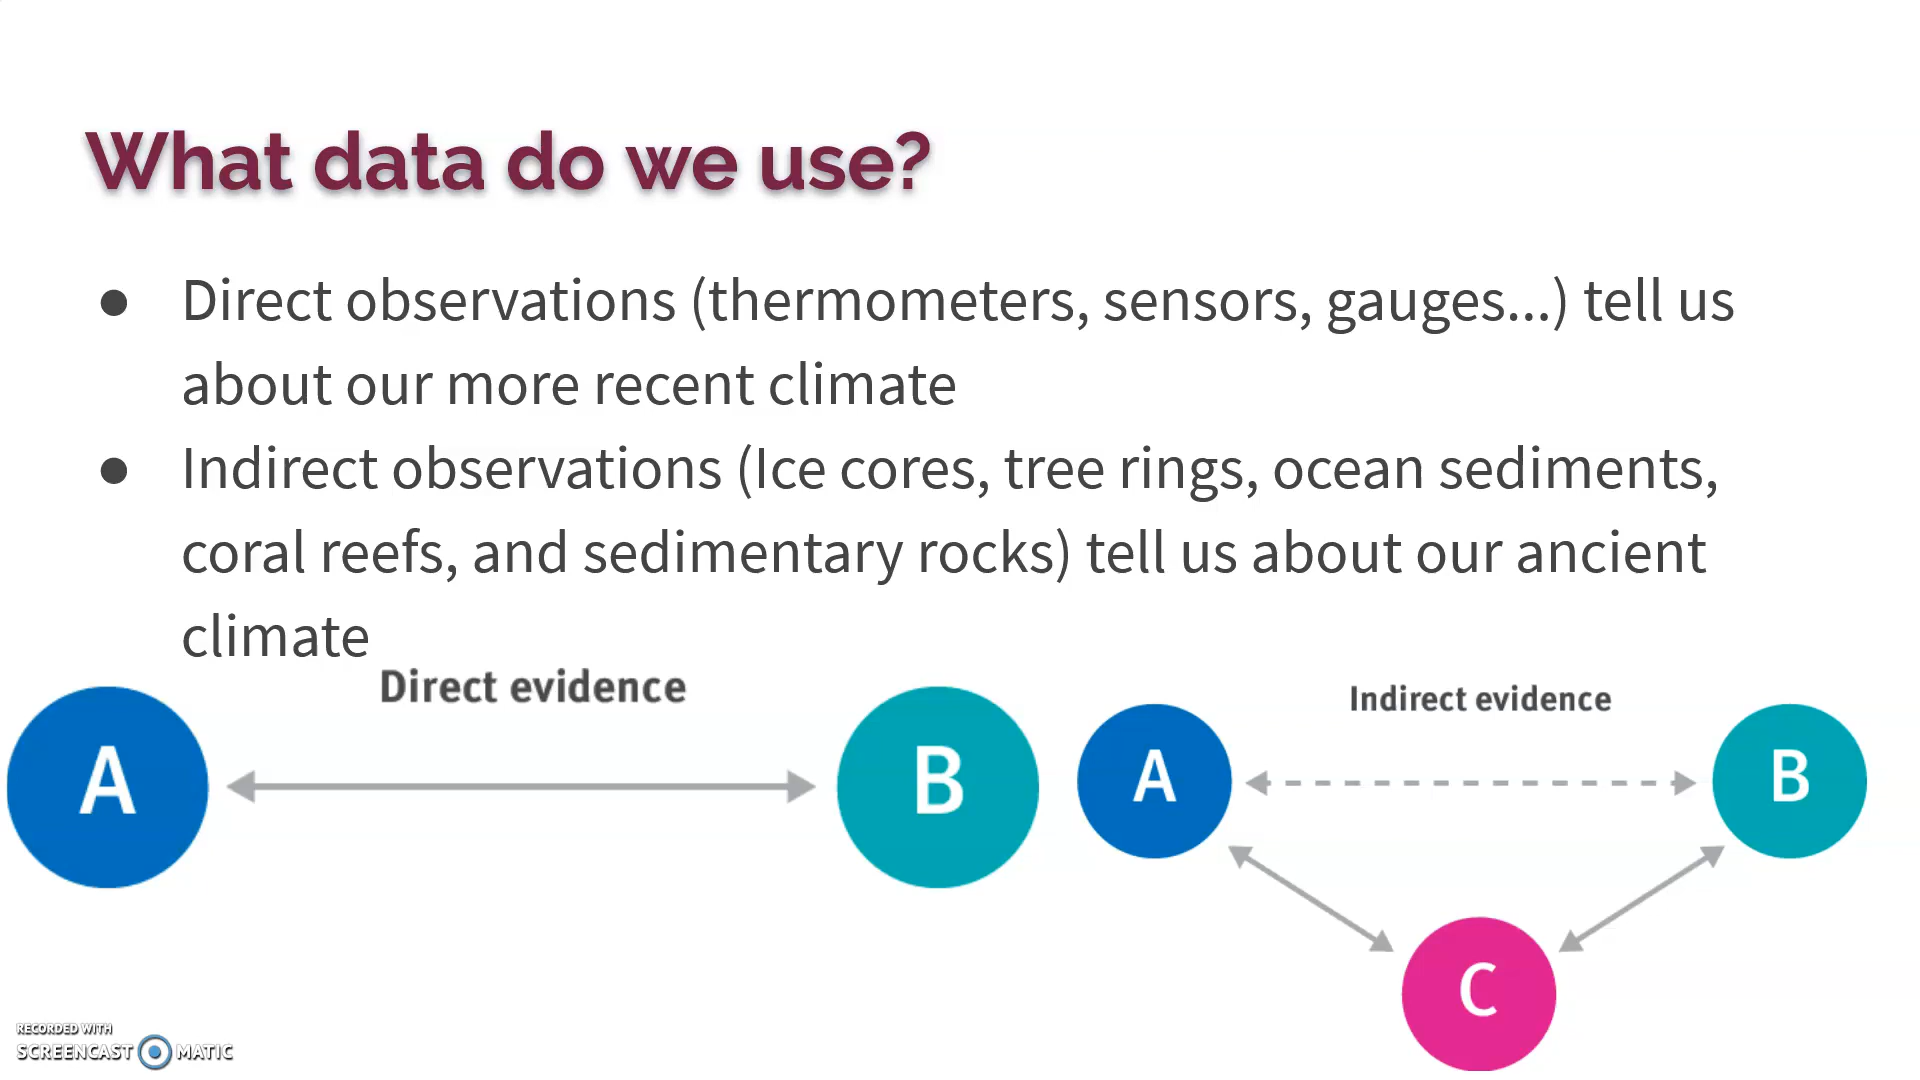 What data do we use?
● Direct observations (thermometers, sensors, gauges...) tell us
about our more recent climate
● Indirect observations (Ice cores, tree rings, ocean sediments,
coral reefs, and sedimentary rocks) tell us about our ancient
climate
Direct evidence
A
B
Indirect evidence
A
B
C
RECORDED WITH
SCREENCAST MATIC